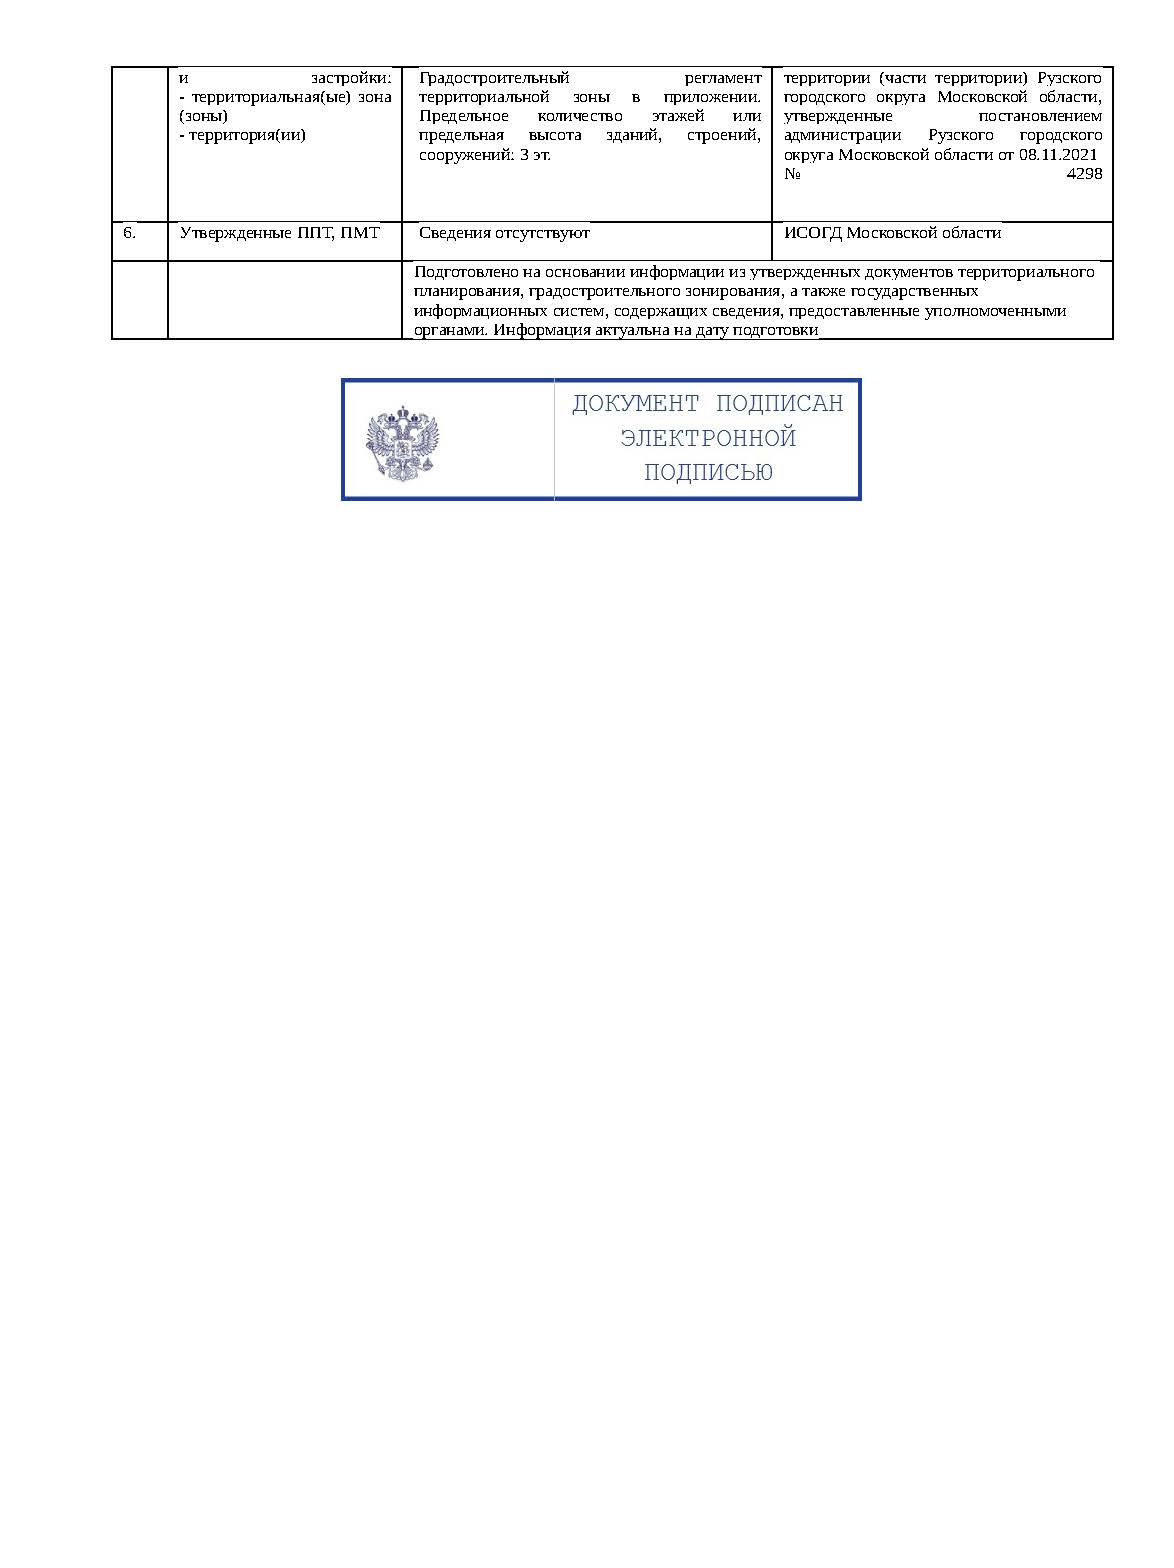 и застройки:
- территориальная(ые) зона
(зоны)
- территория(ии)
Градостроительный регламент
территориальной зоны в приложении.
Предельное количество этажей или
предельная высота зданий, строений,
сооружений: 3 эт.
территории (части территории) Рузского
городского округа Московской области,
утвержденные постановлением
администрации Рузского городского
округа Московской области от 08.11.2021
№ 4298
6.
Утвержденные ППТ, ПМТ
Сведения отсутствуют
ИСОГД Московской области
Подготовлено на основании информации из утвержденных документов территориального
планирования, градостроительного зонирования, а также государственных
информационных систем, содержащих сведения, предоставленные уполномоченными
органами. Информация актуальна на дату подготовки
ДОКУМЕНТ ПОДПИСАН
ЭЛЕКТРОННОЙ
ПОДПИСЬЮ